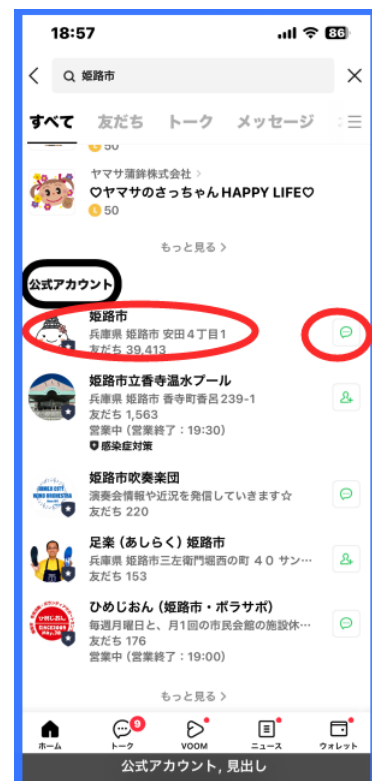 18:57
86
姫路市
すべて 友だち トーク メッセージ
50
ヤマサ蒲鉾株式会社
♡ヤマサのさっちゃん HAPPY LIFE♡
50
もっと見る
公式アカウント
姫路市
兵庫県 姫路市 安田4丁目1
友だち 39,413
姫路市立香寺温水プール
兵庫県 姫路市 香寺町香呂239-1
友だち 1,563
営業中 (営業終了:19:30)
感染症対策
姫路市吹奏楽団
演奏会情報や近況を発信していきます☆
友だち 220
足楽 (あしらく) 姫路市
兵庫県 姫路市三左衛門堀西の町 40 サン…
友だち 153
ひめじおん (姫路市・ボラサポ)
毎週月曜日と、月1回の市民会館の施設休…
友だち 176
営業中 (営業終了:19:00)
もっと見る
9
ホーム トーク VOOM ニュース ウォレット
公式アカウント, 見出し